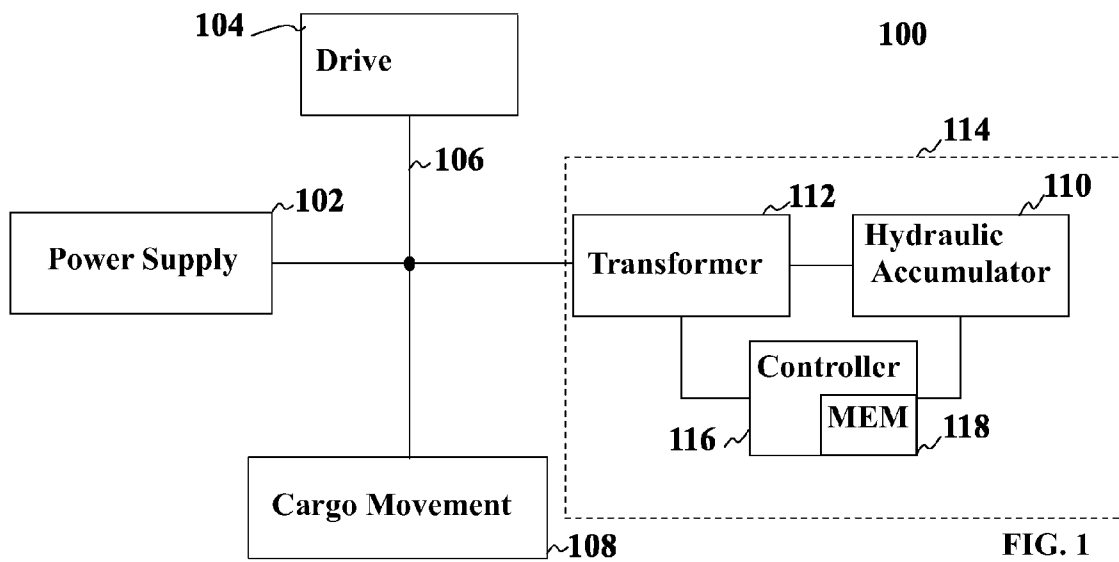 104
Drive
100
106
114
102
Power Supply
112
Transformer
110
Hydraulic
Accumulator
Controller
MEM
116
118
Cargo Movement
108
FIG. 1